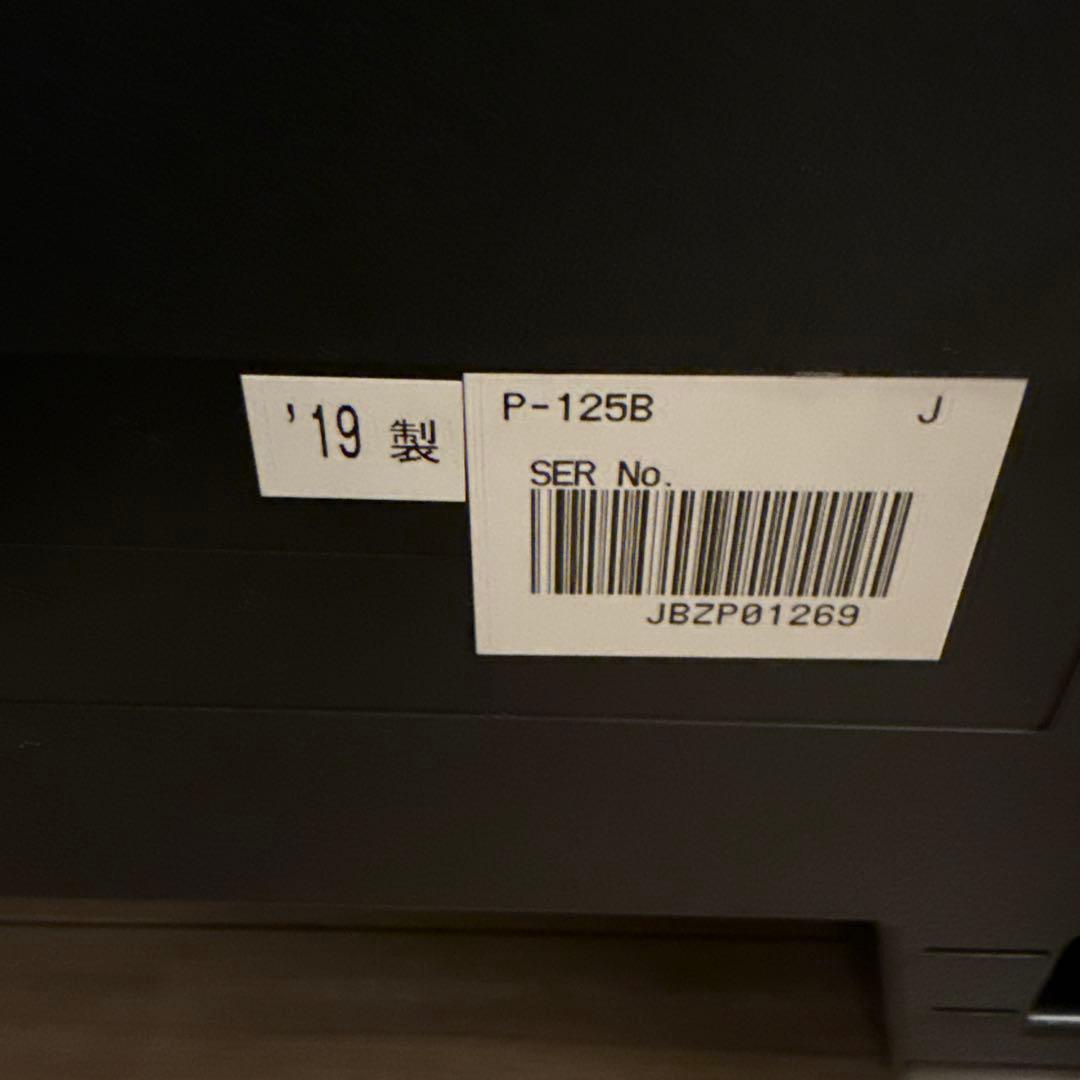 '19 製
P-125B J
SER No.
JBZP01269